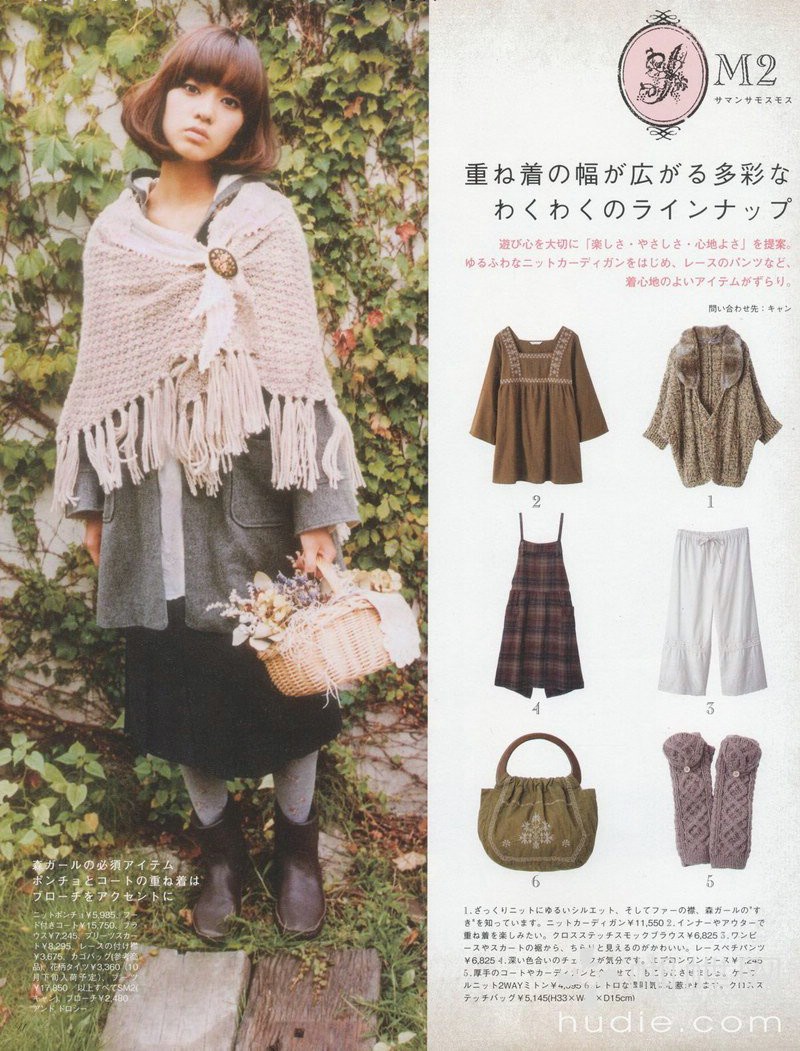 M2
サマンサモスモス
重ね着の幅が広がる多彩な
わくわくのラインナップ
遊び心を大切に「楽しさ・やさしさ・心地よさ」を提案。
ゆるふわなニットカーディガンをはじめ、レースのパンツなど、
着心地のよいアイテムがずらり。
問い合わせ先：キャン
2
1
4
3
6
5
森ガールの必須アイテム
ポンチョとコートの重ね着は
ブローチをアクセントに
ニットポンチョ¥5,985、フー
ド付きコート¥15,750、ブラ
ウス¥7,245、プリーツスカー
ト¥8,295、レースの付け襟
¥3,675、カゴバッグ(参考商
品)、花柄タイツ¥3,360(10
月下旬入荷予定)、ブーツ
¥17,850 以上すべてSM2(
キャン)、ブローチ¥2,480
アンド ドロシー
1.ざっくりニットにゆるいシルエット、そしてファーの襟、森ガールの"す
き"を知っています。ニットカーディガン¥11,550 2.インナーやアウターで
重ね着を楽しみたい。クロスステッチスモックブラウス¥6,825 3.ワンピ
ースやスカートの裾から、ちらりと見えるのがかわいい。レースペチパンツ
¥6,825 4.深い色合いのチェックが気分です。エプロンワンピース
5.厚手のコートやカーディガンと
ルニット2WAYミトン 6.レトロな
テッチバッグ¥5,145(H33×W ×D15cm)
hudie.com